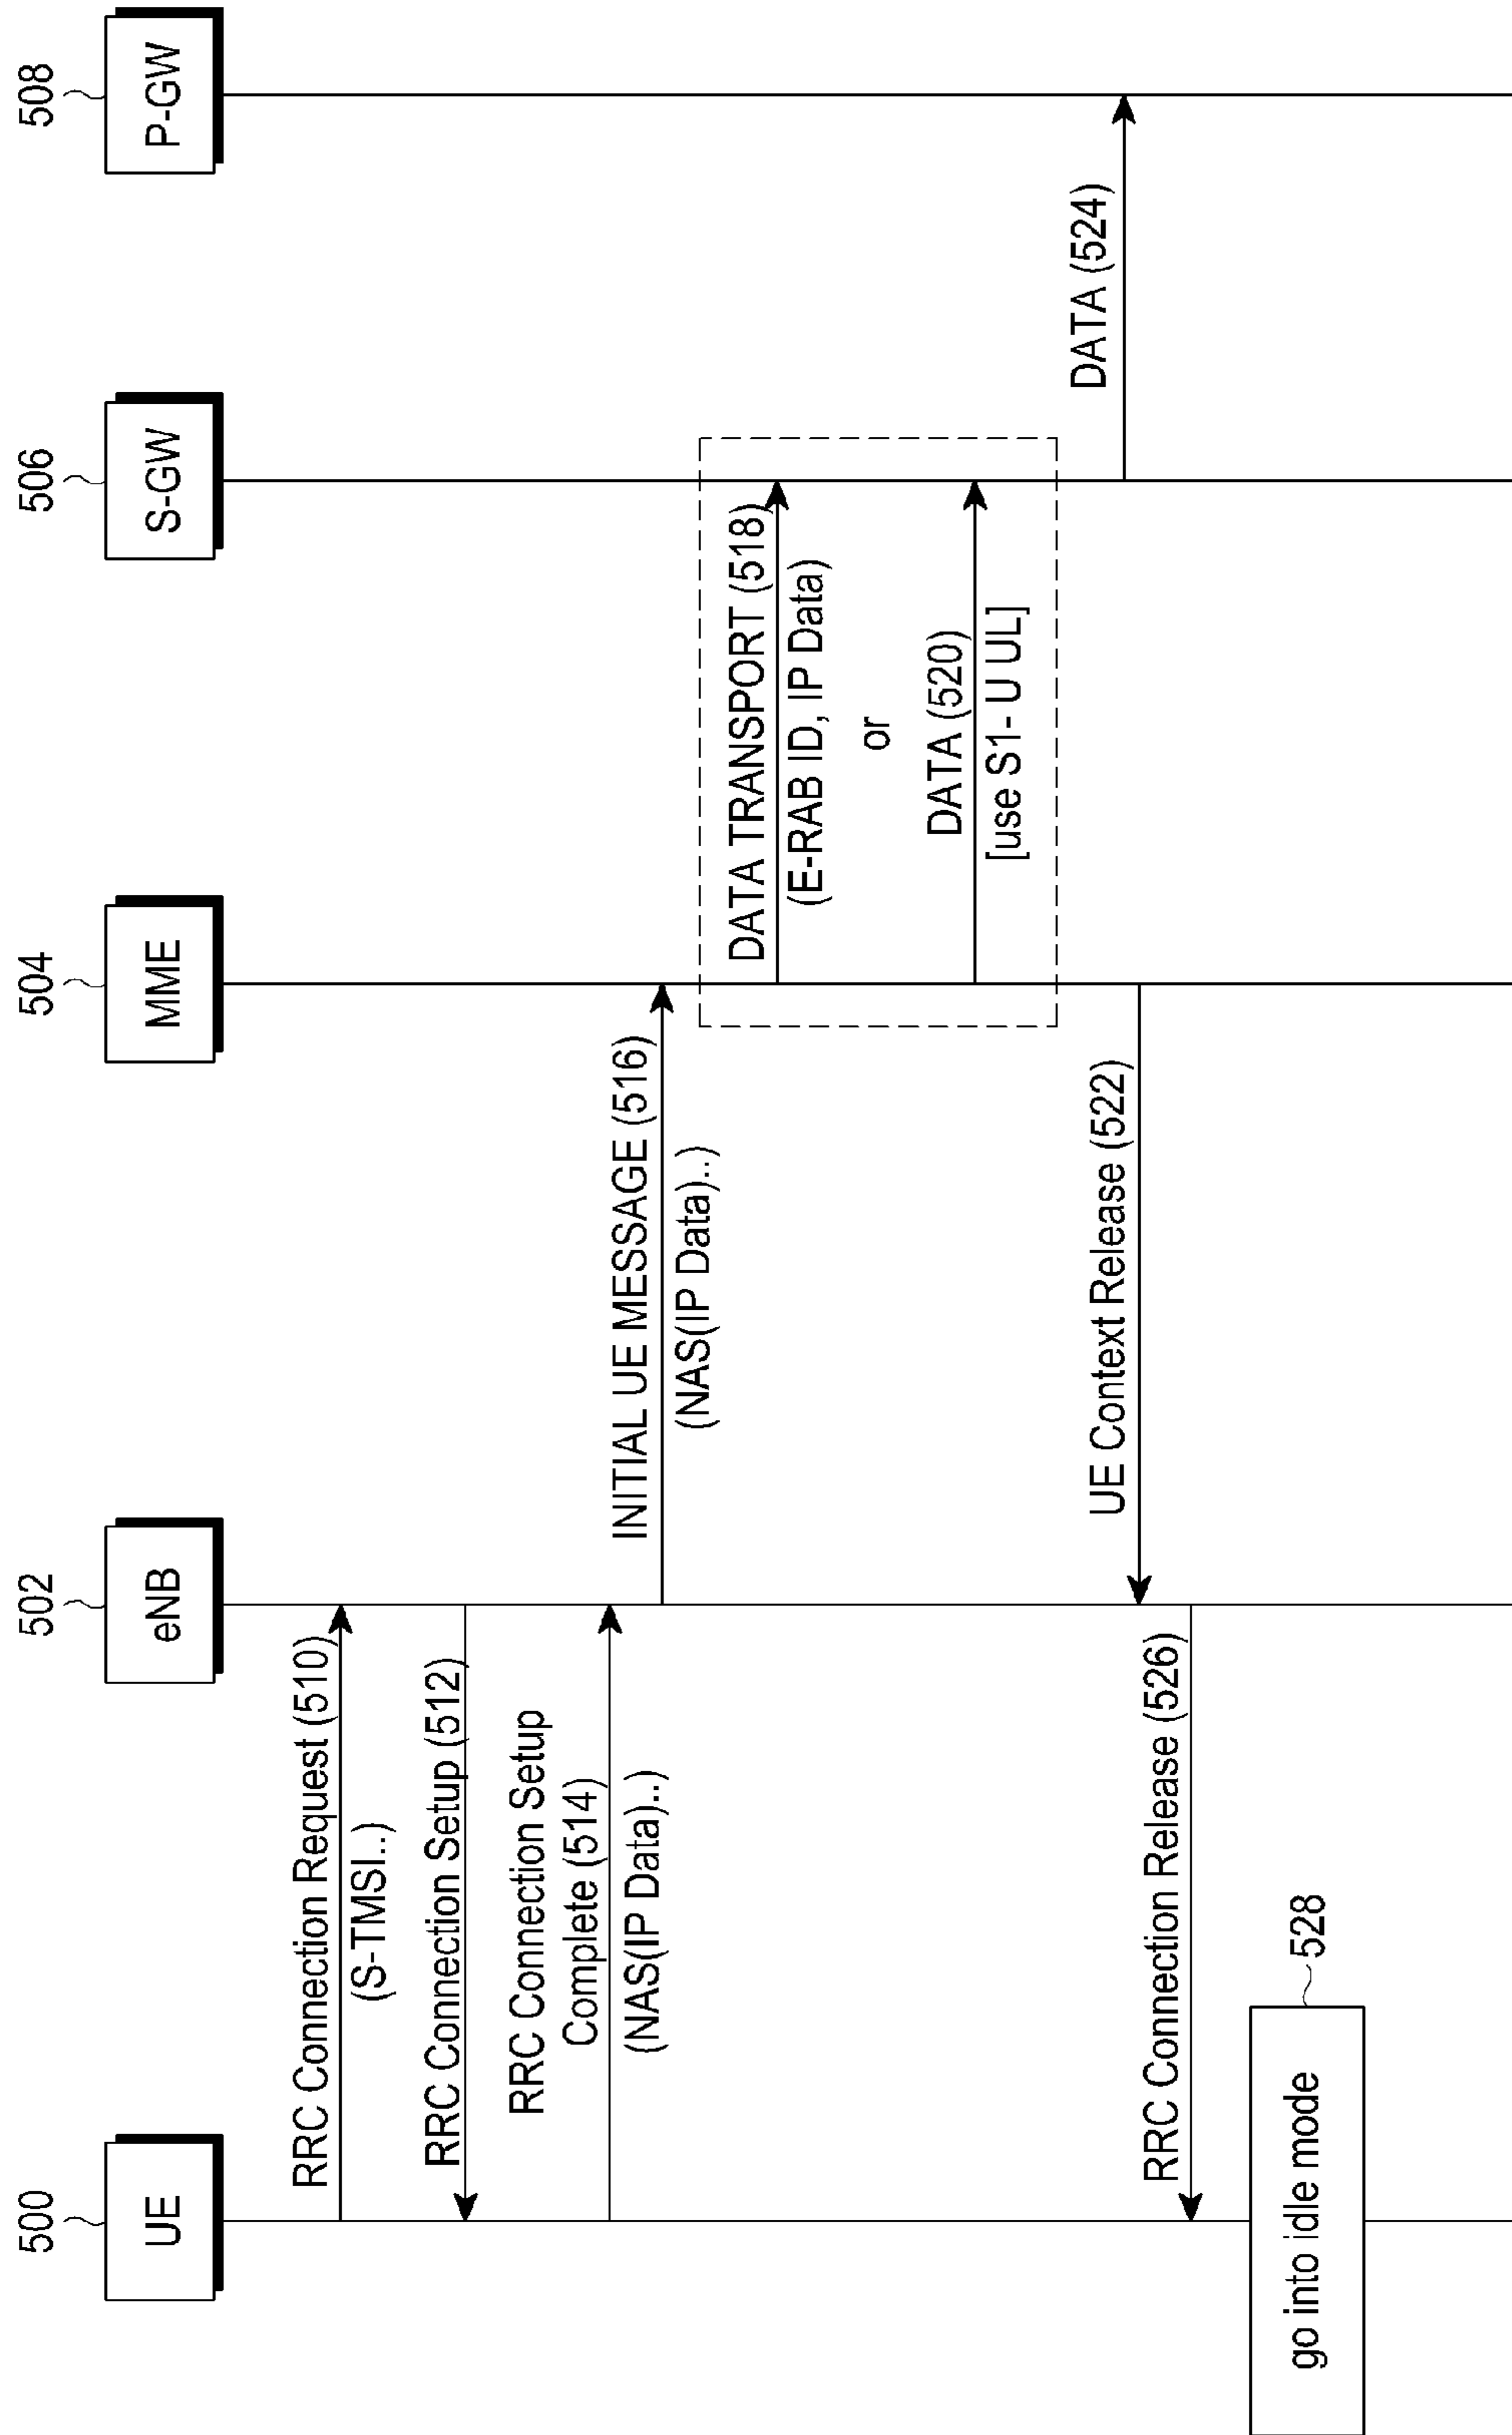 500
502
504
506
508
UE
eNB
MME
S-GW
P-GW
RRC Connection Request (510)
(S-TMSI..)
RRC Connection Setup (512)
RRC Connection Setup
Complete (514)
(NAS(IP Data)..)
INITIAL UE MESSAGE (516)
(NAS(IP Data)..)
DATA TRANSPORT (518)
(E-RAB ID, IP Data)
or
DATA (520)
[use S1- U UL]
DATA (524)
UE Context Release (522)
RRC Connection Release (526)
528
go into idle mode